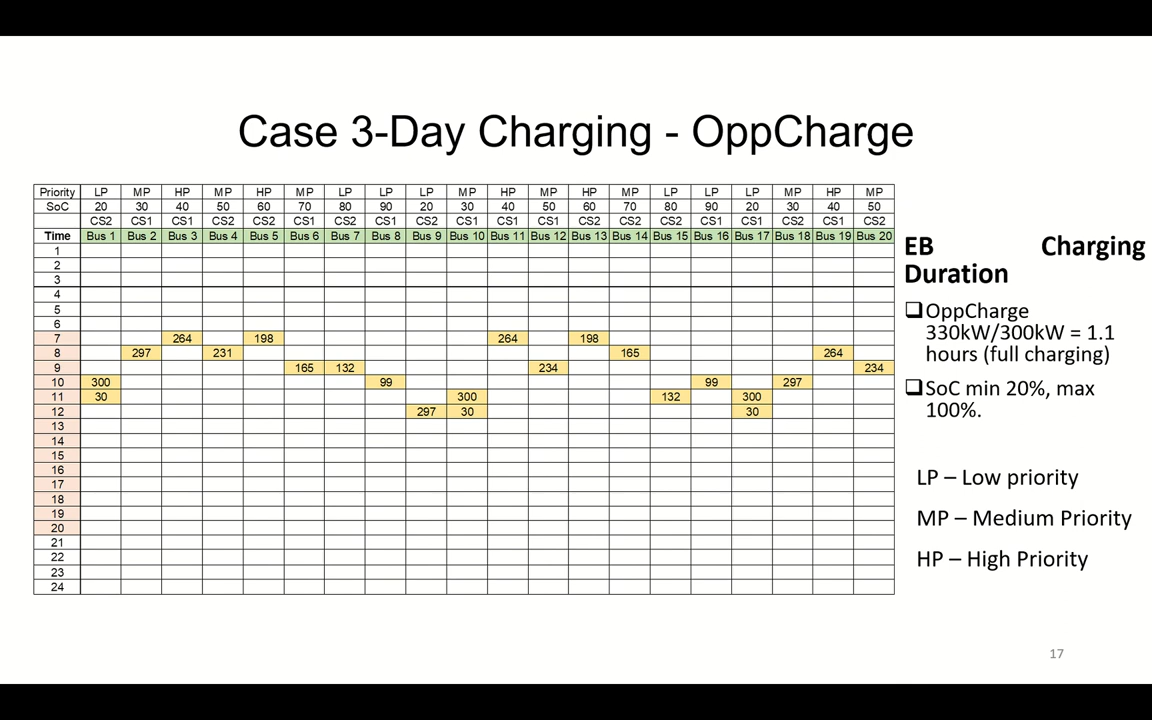 Case 3-Day Charging - OppCharge
Priority LP MP HP MP HP MP LP LP LP MP HP MP HP MP LP LP LP MP HP MP
SoC 20 30 40 50 60 70 80 90 20 30 40 50 60 70 80 90 20 30 40 50
CS2 CS1 CS1 CS2 CS2 CS1 CS2 CS1 CS2 CS1 CS1 CS2 CS2 CS2 CS2 CS1 CS1 CS1 CS1 CS2
Time Bus 1 Bus 2 Bus 3 Bus 4 Bus 5 Bus 6 Bus 7 Bus 8 Bus 9 Bus 10 Bus 11 Bus 12 Bus 13 Bus 14 Bus 15 Bus 16 Bus 17 Bus 18 Bus 19 Bus 20
1
2
3
4
5
6
7 264 198 264 198
8 297 231 165 264
9 165 132 234 234
10 300 99 99 297
11 30 300 132 300
12 297 30 30
13
14
15
16
17
18
19
20
21
22
23
24
EB Charging
Duration
OppCharge
330kW/300kW = 1.1
hours (full charging)
SoC min 20%, max
100%.
LP – Low priority
MP – Medium Priority
HP – High Priority
17